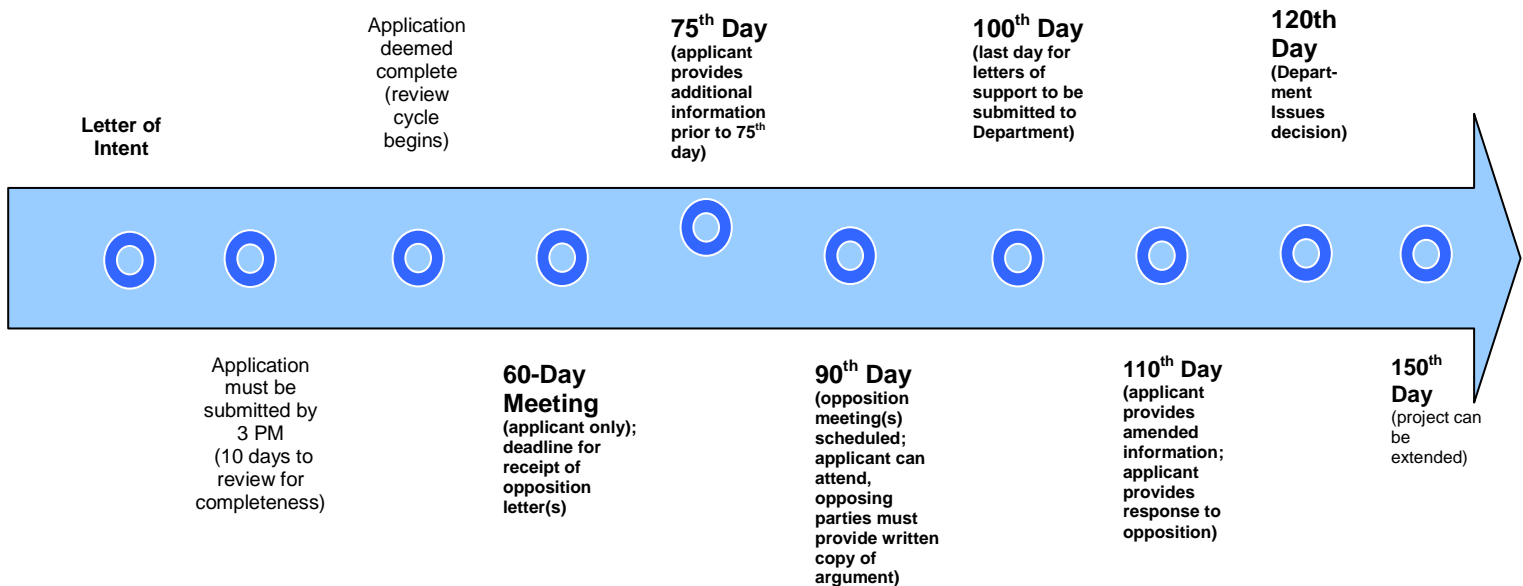 Letter of
Intent
Application
must be
submitted by
3 PM
(10 days to
review for
completeness)
Application
deemed
complete
(review
cycle
begins)
60-Day
Meeting
(applicant only);
deadline for
receipt of
opposition
letter(s)
75th Day
(applicant
provides
additional
information
prior to 75th
day)
90th Day
(opposition
meeting(s)
scheduled;
applicant can
attend,
opposing
parties must
provide written
copy of
argument)
100th Day
(last day for
letters of
support to be
submitted to
Department)
110th Day
(applicant
provides
amended
information;
applicant
provides
response to
opposition)
120th
Day
(Depart-
ment
Issues
decision)
150th
Day
(project can
be
extended)